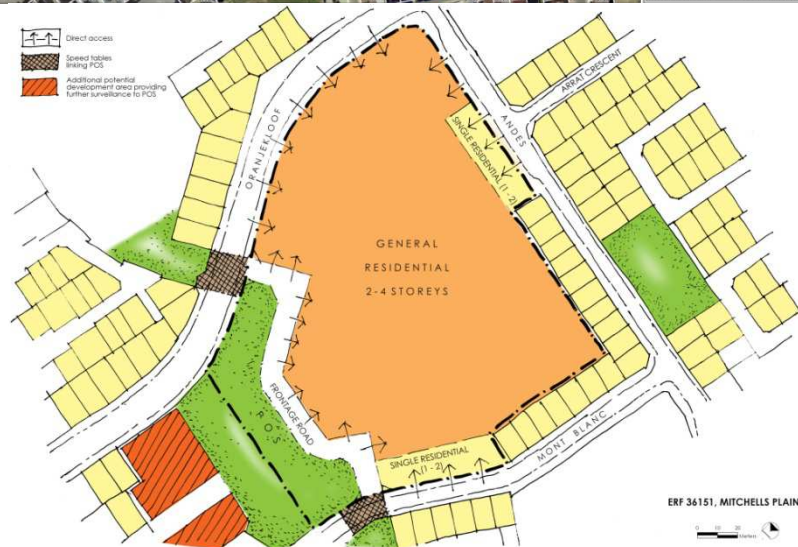 Direct access
Speed tables
linking POS
Additional potential
development area providing
further surveillance to POS
ORANJEKLOOF
ANDES
ARRAT CRESCENT
SINGLE RESIDENTIAL (1 - 2)
GENERAL
RESIDENTIAL
2-4 STOREYS
FRONTAGE ROAD
POS
SINGLE RESIDENTIAL
(1 - 2)
MONT BLANC
ERF 36151, MITCHELLS PLAIN
0 10 20
Meters